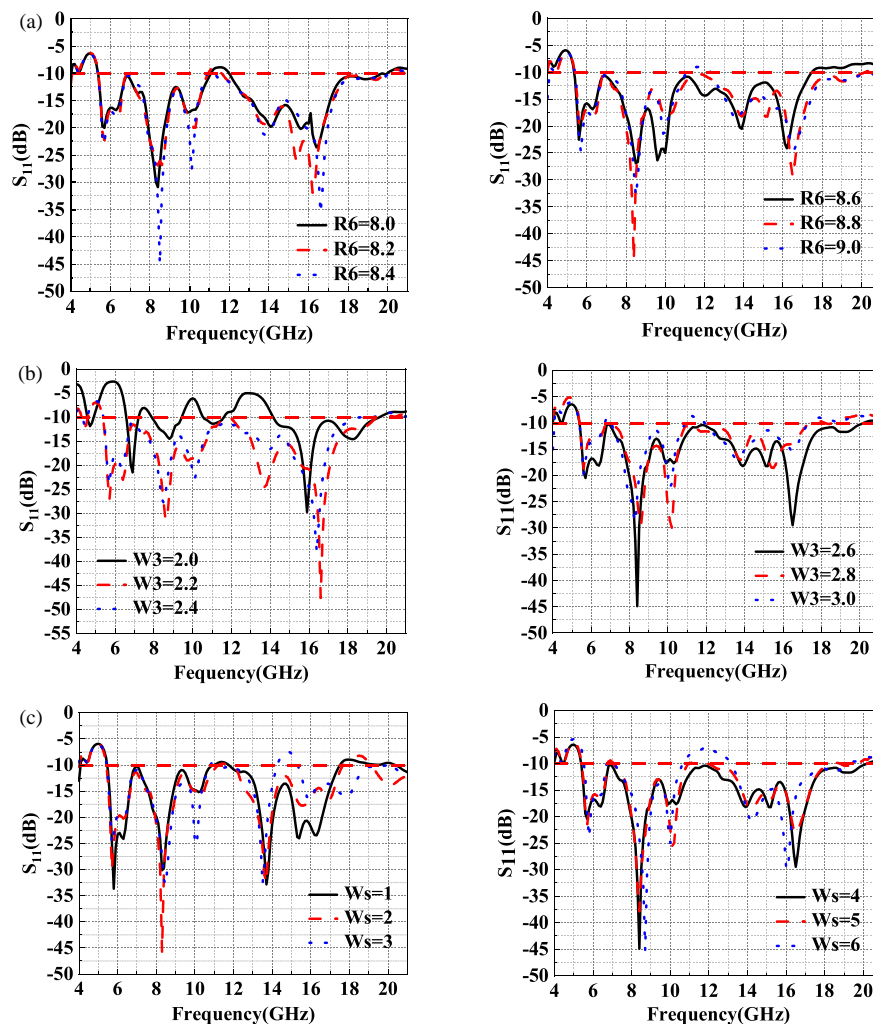 (a)
0
-5
-10
-15
-20
-25
-30
-35
-40
-45
-50
S11(dB)
R6=8.0
R6=8.2
R6=8.4
4 6 8 10 12 14 16 18 20
Frequency(GHz)
0
-5
-10
-15
-20
-25
-30
-35
-40
-45
-50
S11(dB)
R6=8.6
R6=8.8
R6=9.0
4 6 8 10 12 14 16 18 20
Frequency(GHz)
(b)
0
-5
-10
-15
-20
-25
-30
-35
-40
-45
-50
-55
S11(dB)
W3=2.0
W3=2.2
W3=2.4
4 6 8 10 12 14 16 18 20
Fequency(GHz)
0
-5
-10
-15
-20
-25
-30
-35
-40
-45
-50
S11(dB)
W3=2.6
W3=2.8
W3=3.0
4 6 8 10 12 14 16 18 20
Fequency(GHz)
(c)
0
-5
-10
-15
-20
-25
-30
-35
-40
-45
-50
S11(dB)
Ws=1
Ws=2
Ws=3
4 6 8 10 12 14 16 18 20
Frequency(GHz)
0
-5
-10
-15
-20
-25
-30
-35
-40
-45
-50
S11(dB)
Ws=4
Ws=5
Ws=6
4 6 8 10 12 14 16 18 20
Frequency(GHz)